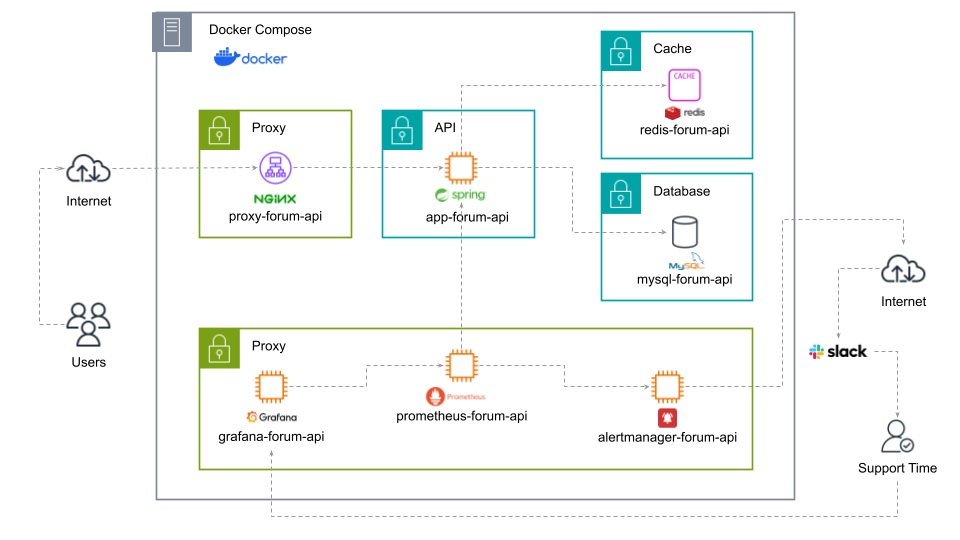 Docker Compose
docker
Cache
CACHE
redis
redis-forum-api
Proxy
NGINX
proxy-forum-api
API
spring
app-forum-api
Database
MySQL
mysql-forum-api
Internet
Users
Proxy
Grafana
grafana-forum-api
Prometheus
prometheus-forum-api
alertmanager-forum-api
Internet
slack
Support Time